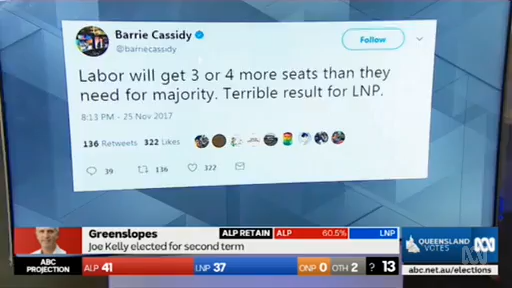 Barrie Cassidy
@barriecassidy
Follow
Labor will get 3 or 4 more seats than they
need for majority. Terrible result for LNP.
8:13 PM - 25 Nov 2017
136 Retweets 322 Likes
39 136 322
Greenslopes
ALP RETAIN ALP 60.5% LNP
Joe Kelly elected for second term
QUEENSLAND
VOTES
ABC
PROJECTION
ALP 41 LNP 37 ONP 0 OTH 2 ? 13
abc.net.au/elections